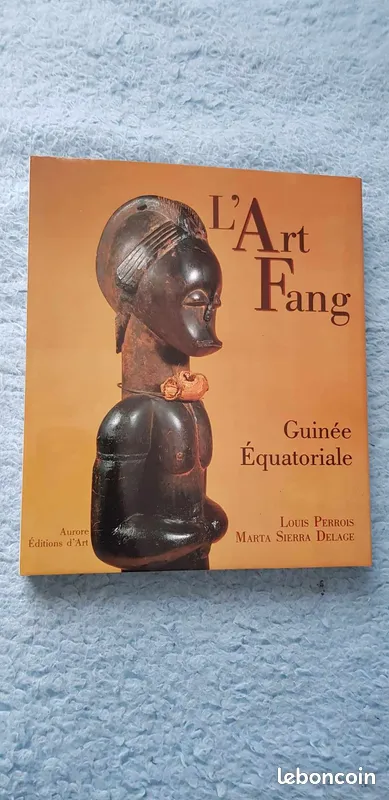 L'Art
Fang
Guinée
Équatoriale
Louis Perrois
Marta Sierra Delage
Aurore
Éditions d'Art
leboncoin